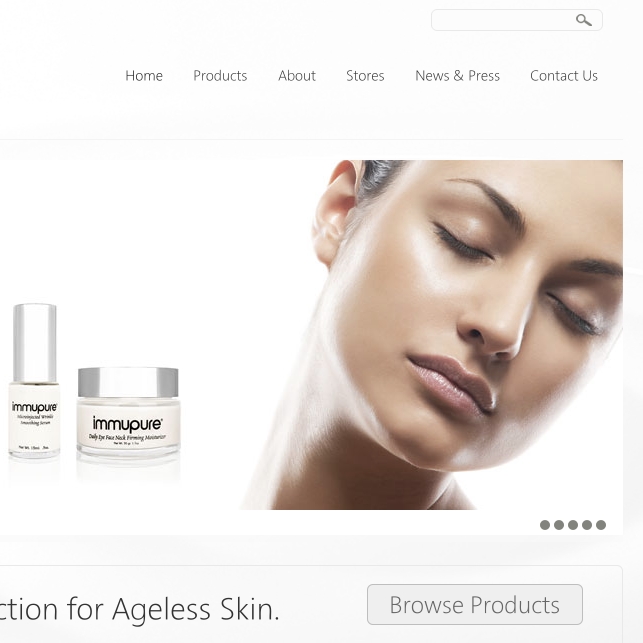 Home Products About Stores News & Press Contact Us
immupure®
Microinjected Wrinkle
Smoothing Serum
immupure®
Daily Eye Face Neck Firming Moisturizer
ction for Ageless Skin.
Browse Products